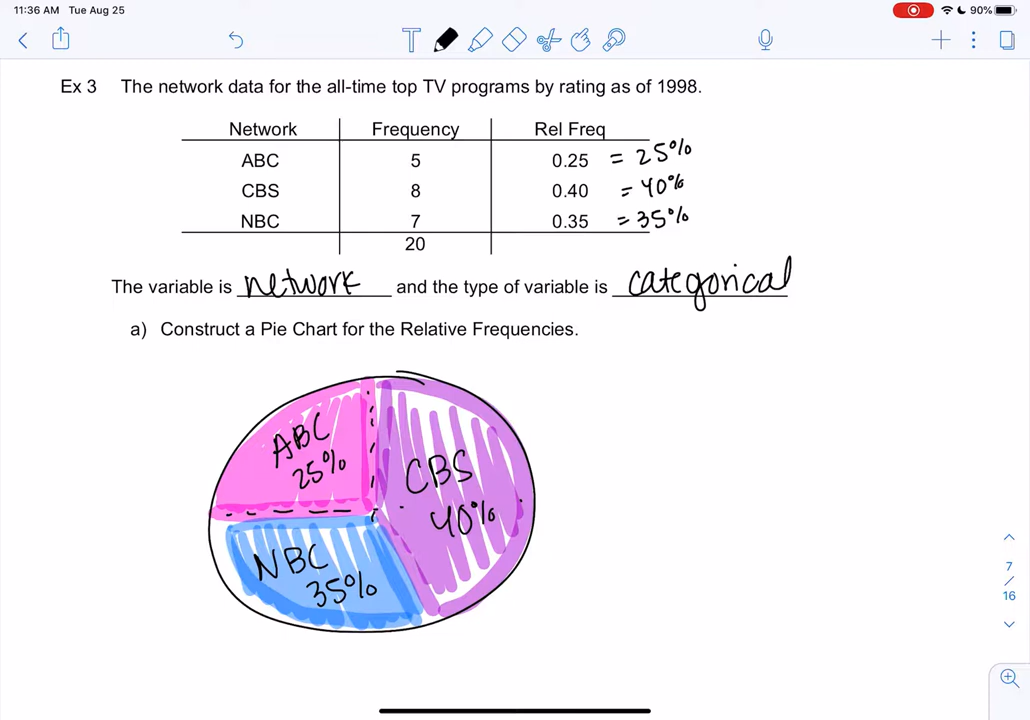 11:36 AM Tue Aug 25
90%
T
Ex 3 The network data for the all-time top TV programs by rating as of 1998.
Network Frequency Rel Freq
ABC 5 0.25 = 25%
CBS 8 0.40 = 40%
NBC 7 0.35 = 35%
20
The variable is network and the type of variable is categorical
a) Construct a Pie Chart for the Relative Frequencies.
ABC
25%
CBS
40%
NBC
35%
7
/
16